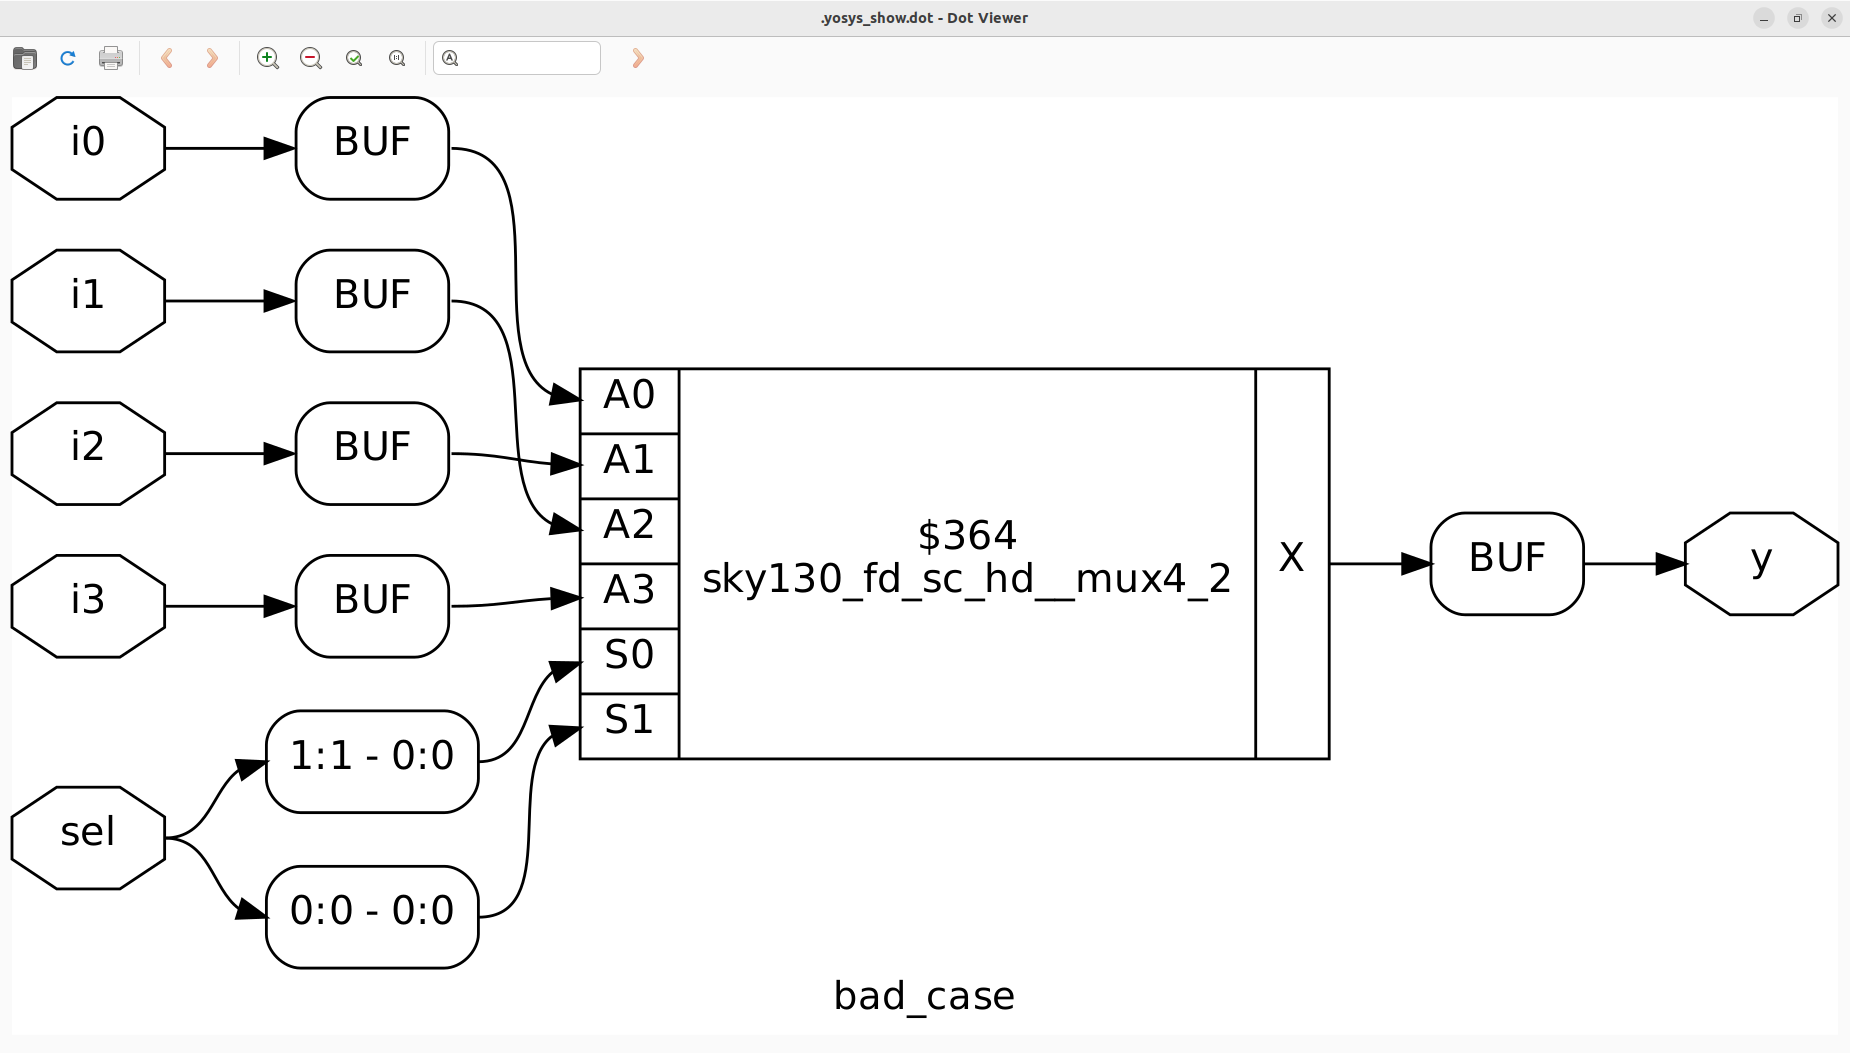 .yosys_show.dot - Dot Viewer
i0
BUF
i1
BUF
i2
BUF
i3
BUF
sel
1:1 - 0:0
0:0 - 0:0
A0
A1
A2
A3
S0
S1
$364
sky130_fd_sc_hd__mux4_2
X
BUF
y
bad_case